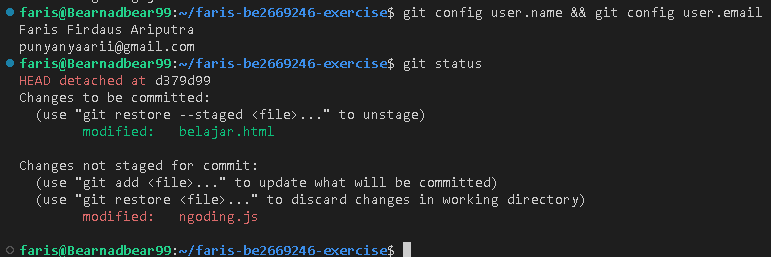 faris@Bearnadbear99:~/faris-be2669246-exercise$ git config user.name && git config user.email
Faris Firdaus Ariputra
punyanyaarii@gmail.com
faris@Bearnadbear99:~/faris-be2669246-exercise$ git status
HEAD detached at d379d99
Changes to be committed:
  (use "git restore --staged <file>..." to unstage)
        modified:   belajar.html

Changes not staged for commit:
  (use "git add <file>..." to update what will be committed)
  (use "git restore <file>..." to discard changes in working directory)
        modified:   ngoding.js

faris@Bearnadbear99:~/faris-be2669246-exercise$